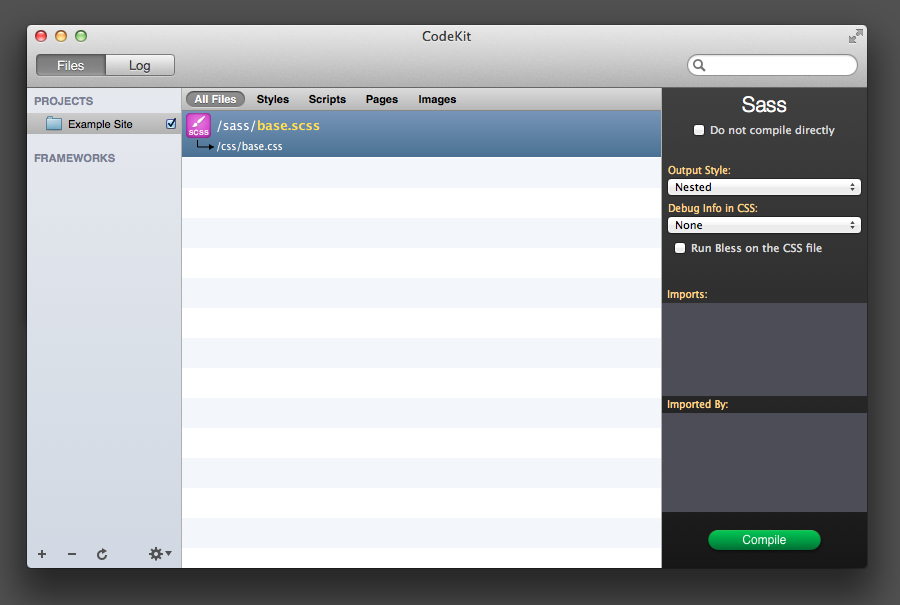 CodeKit
Files Log
PROJECTS
Example Site
FRAMEWORKS
All Files Styles Scripts Pages Images
SCSS
/sass/base.scss
/css/base.css
Sass
Do not compile directly
Output Style:
Nested
Debug Info in CSS:
None
Run Bless on the CSS file
Imports:
Imported By:
Compile